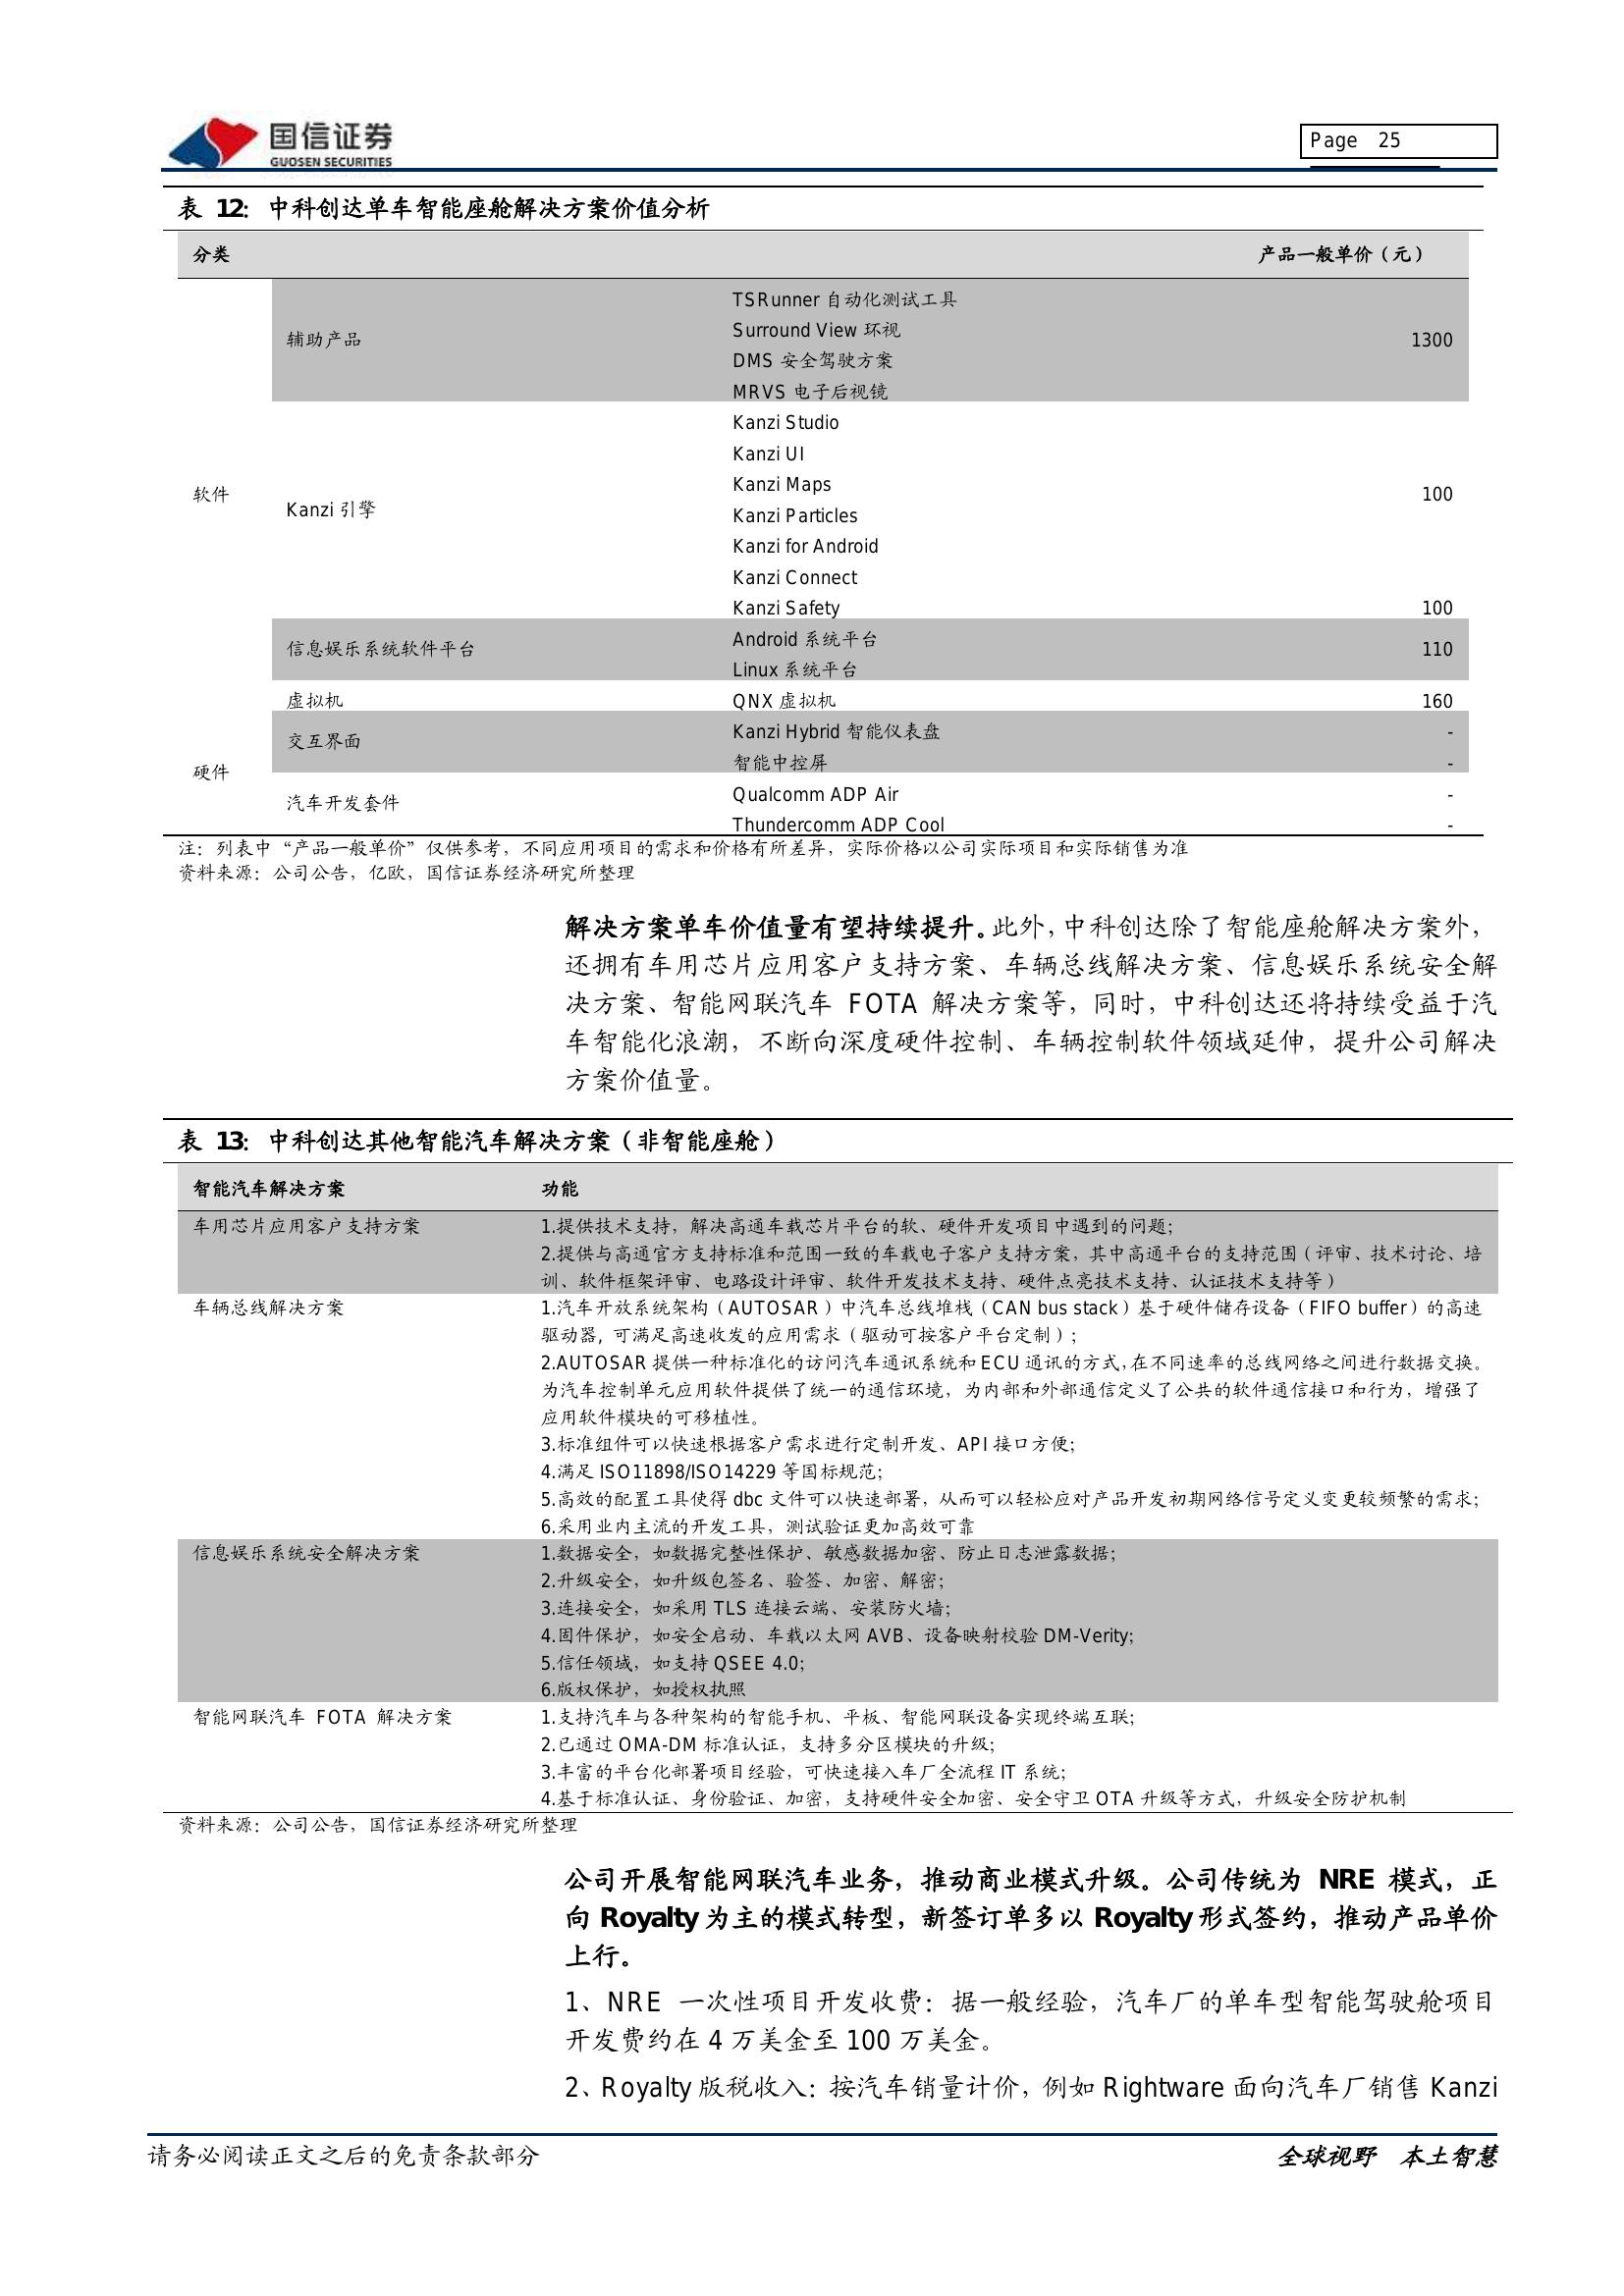 国信证券
GUOSEN SECURITIES
Page 25
表 12：中科创达单车智能座舱解决方案价值分析
分类 产品一般单价（元）
TSRunner 自动化测试工具
Surround View 环视
辅助产品 1300
DMS 安全驾驶方案
MRVS 电子后视镜
Kanzi Studio
Kanzi UI
Kanzi Maps
软件 100
Kanzi 引擎 Kanzi Particles
Kanzi for Android
Kanzi Connect
Kanzi Safety 100
Android 系统平台
信息娱乐系统软件平台 110
Linux 系统平台
虚拟机 QNX 虚拟机 160
Kanzi Hybrid 智能仪表盘 -
交互界面
智能中控屏 -
硬件
Qualcomm ADP Air -
汽车开发套件
Thundercomm ADP Cool -
注：列表中“产品一般单价”仅供参考，不同应用项目的需求和价格有所差异，实际价格以公司实际项目和实际销售为准
资料来源：公司公告，亿欧，国信证券经济研究所整理
解决方案单车价值量有望持续提升。此外，中科创达除了智能座舱解决方案外，
还拥有车用芯片应用客户支持方案、车辆总线解决方案、信息娱乐系统安全解
决方案、智能网联汽车 FOTA 解决方案等，同时，中科创达还将持续受益于汽
车智能化浪潮，不断向深度硬件控制、车辆控制软件领域延伸，提升公司解决
方案价值量。
表 13：中科创达其他智能汽车解决方案（非智能座舱）
智能汽车解决方案 功能
车用芯片应用客户支持方案 1.提供技术支持，解决高通车载芯片平台的软、硬件开发项目中遇到的问题；
2.提供与高通官方支持标准和范围一致的车载电子客户支持方案，其中高通平台的支持范围（评审、技术讨论、培
训、软件框架评审、电路设计评审、软件开发技术支持、硬件点亮技术支持、认证技术支持等）
车辆总线解决方案 1.汽车开放系统架构（AUTOSAR）中汽车总线堆栈（CAN bus stack）基于硬件储存设备（FIFO buffer）的高速
驱动器, 可满足高速收发的应用需求（驱动可按客户平台定制）；
2.AUTOSAR 提供一种标准化的访问汽车通讯系统和 ECU 通讯的方式,在不同速率的总线网络之间进行数据交换。
为汽车控制单元应用软件提供了统一的通信环境，为内部和外部通信定义了公共的软件通信接口和行为，增强了
应用软件模块的可移植性。
3.标准组件可以快速根据客户需求进行定制开发、API 接口方便；
4.满足 ISO11898/ISO14229 等国标规范；
5.高效的配置工具使得 dbc 文件可以快速部署，从而可以轻松应对产品开发初期网络信号定义变更较频繁的需求；
6.采用业内主流的开发工具，测试验证更加高效可靠
信息娱乐系统安全解决方案 1.数据安全，如数据完整性保护、敏感数据加密、防止日志泄露数据；
2.升级安全，如升级包签名、验签、加密、解密；
3.连接安全，如采用 TLS 连接云端、安装防火墙；
4.固件保护，如安全启动、车载以太网 AVB、设备映射校验 DM-Verity；
5.信任领域，如支持 QSEE 4.0；
6.版权保护，如授权执照
智能网联汽车 FOTA 解决方案 1.支持汽车与各种架构的智能手机、平板、智能网联设备实现终端互联；
2.已通过 OMA-DM 标准认证，支持多分区模块的升级；
3.丰富的平台化部署项目经验，可快速接入车厂全流程 IT 系统；
4.基于标准认证、身份验证、加密，支持硬件安全加密、安全守卫 OTA 升级等方式，升级安全防护机制
资料来源：公司公告，国信证券经济研究所整理
公司开展智能网联汽车业务，推动商业模式升级。公司传统为 NRE 模式，正
向 Royalty 为主的模式转型，新签订单多以 Royalty 形式签约，推动产品单价
上行。
1、NRE 一次性项目开发收费：据一般经验，汽车厂的单车型智能驾驶舱项目
开发费约在 4 万美金至 100 万美金。
2、Royalty 版税收入：按汽车销量计价，例如 Rightware 面向汽车厂销售 Kanzi
请务必阅读正文之后的免责条款部分 全球视野 本土智慧